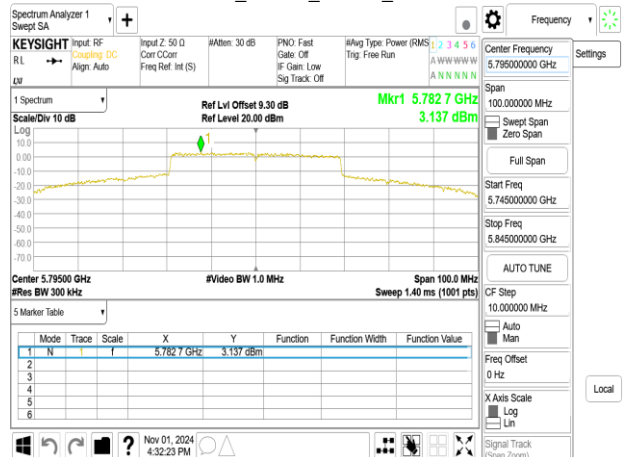 Spectrum Analyzer 1
Swept SA
+
Frequency
KEYSIGHT
RL
Input: RF
Coupling: DC
Align: Auto
Input Z: 50 Ω
Corr CCorr
Freq Ref: Int (S)
#Atten: 30 dB
PNO: Fast
Gate: Off
IF Gain: Low
Sig Track: Off
#Avg Type: Power (RMS
Trig: Free Run
1 2 3 4 5 6
A W W W W W
A N N N N N
Center Frequency
5.795000000 GHz
Settings
Span
100.000000 MHz
Swept Span
Zero Span
Full Span
Start Freq
5.745000000 GHz
Stop Freq
5.845000000 GHz
AUTO TUNE
CF Step
10.000000 MHz
Auto
Man
Freq Offset
0 Hz
X Axis Scale
Log
Lin
Signal Track
(Span Zoom)
Local
1 Spectrum
Scale/Div 10 dB
Ref Lvl Offset 9.30 dB
Ref Level 20.00 dBm
Mkr1 5.782 7 GHz
3.137 dBm
Log
10.0
0.00
-10.0
-20.0
-30.0
-40.0
-50.0
-60.0
-70.0
1
Center 5.79500 GHz
#Res BW 300 kHz
#Video BW 1.0 MHz
Span 100.0 MHz
Sweep 1.40 ms (1001 pts)
5 Marker Table
Mode Trace Scale X Y Function Function Width Function Value
1 N 1 f 5.782 7 GHz 3.137 dBm
2
3
4
5
6
?
Nov 01, 2024
4:32:23 PM